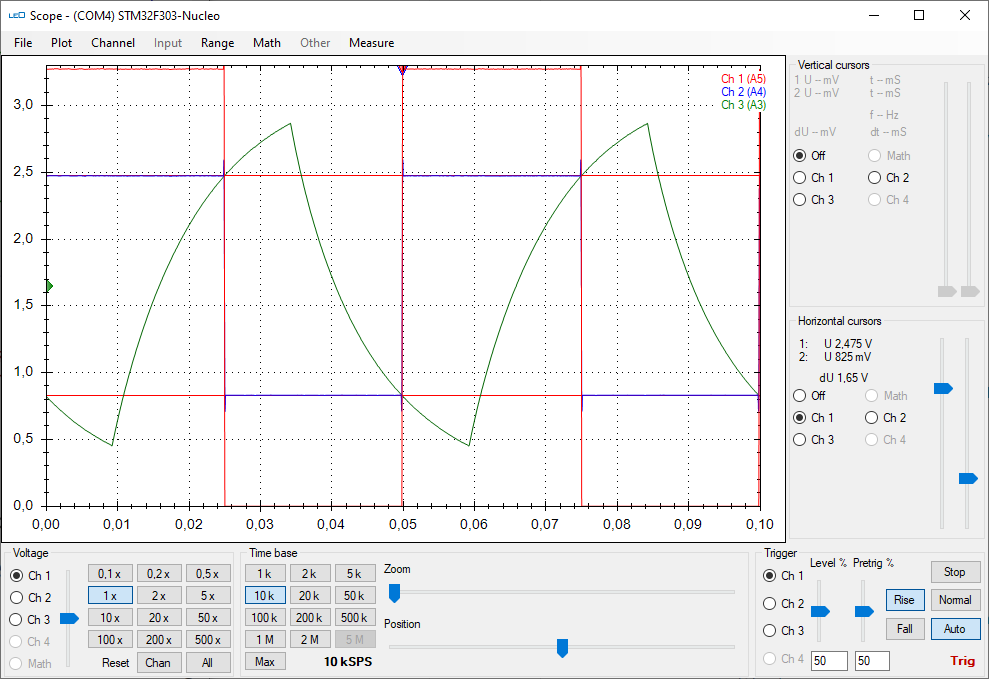 LEO Scope - (COM4) STM32F303-Nucleo
File Plot Channel Input Range Math Other Measure
Ch 1 (A5)
Ch 2 (A4)
Ch 3 (A3)
3,0
2,5
2,0
1,5
1,0
0,5
0,0
0,00 0,01 0,02 0,03 0,04 0,05 0,06 0,07 0,08 0,09 0,10
Vertical cursors
1 U -- mV t -- mS
2 U -- mV t -- mS
f -- Hz
dU -- mV dt -- mS
Off Math
Ch 1 Ch 2
Ch 3 Ch 4
Horizontal cursors
1: U 2,475 V
2: U 825 mV
dU 1,65 V
Off Math
Ch 1 Ch 2
Ch 3 Ch 4
Voltage
Ch 1 0,1 x 0,2 x 0,5 x
Ch 2 1 x 2 x 5 x
Ch 3 10 x 20 x 50 x
Ch 4 100 x 200 x 500 x
Math Reset Chan All
Time base
1 k 2 k 5 k
10 k 20 k 50 k
100 k 200 k 500 k
1 M 2 M 5 M
Max 10 kSPS
Zoom
Position
Trigger
Level % Pretrig %
Ch 1 Stop
Ch 2 Rise Normal
Ch 3 Fall Auto
Ch 4 50 50 Trig